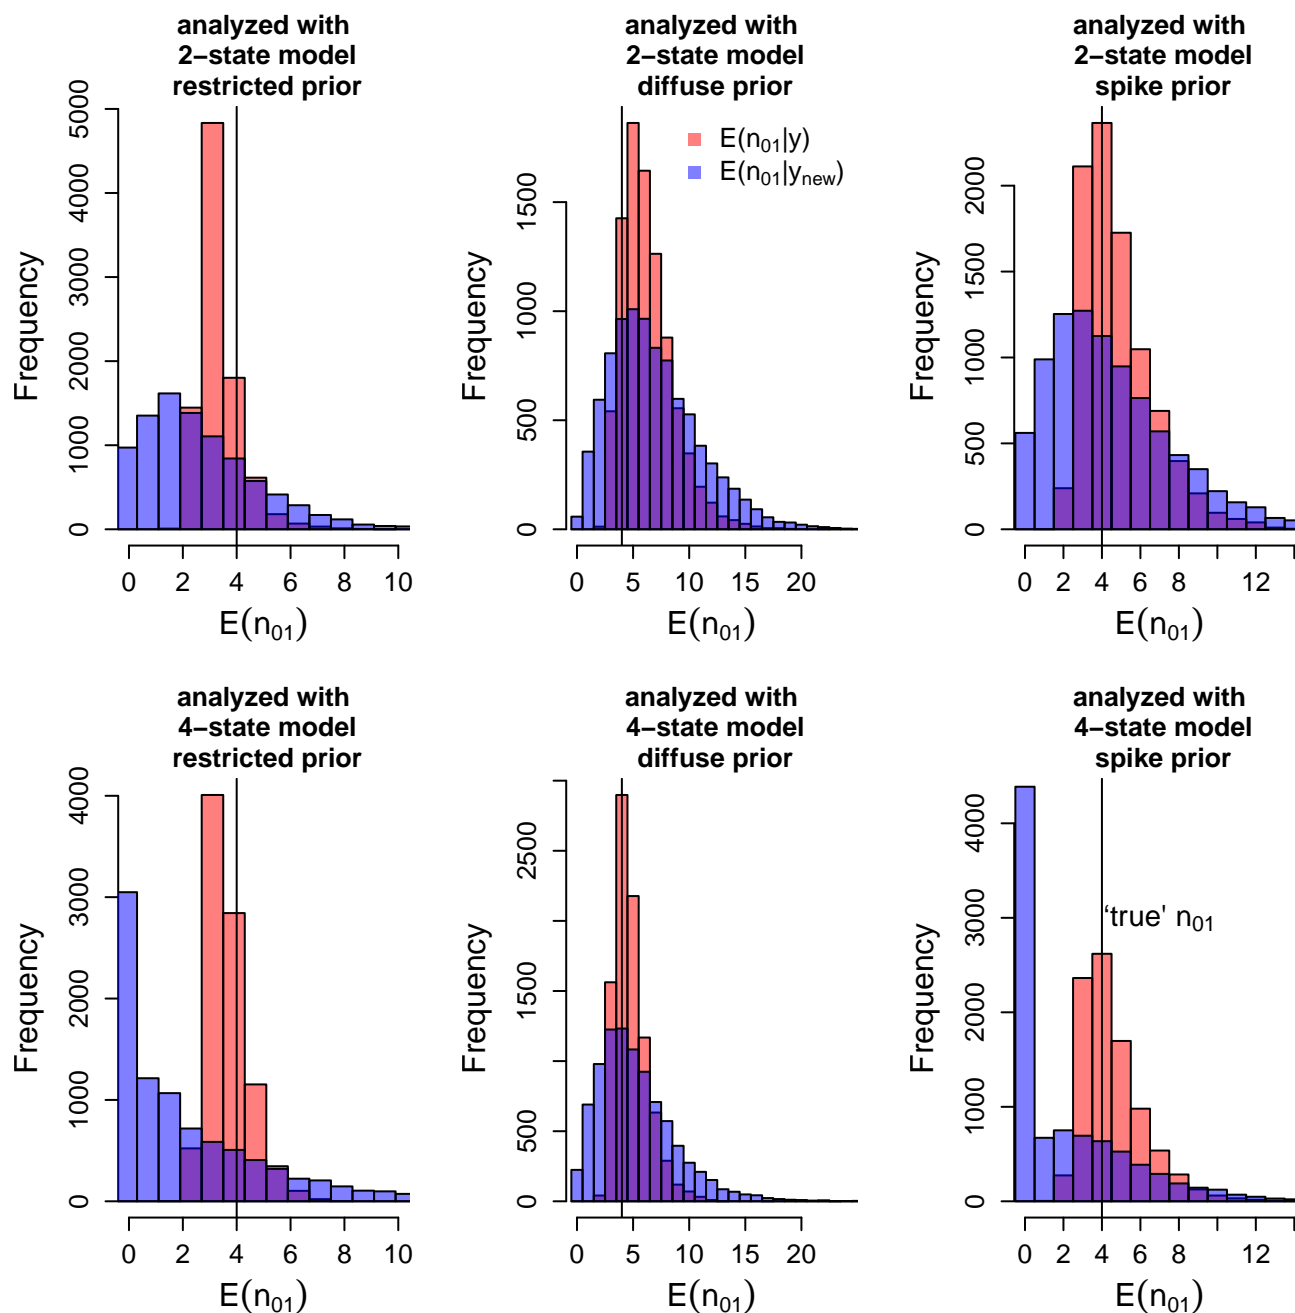 analyzed with
2−state model
restricted prior
5000
4000
3000
2000
1000
0
Frequency
0 2 4 6 8 10
E(n₀₁)
analyzed with
2−state model
diffuse prior
E(n₀₁|y)
E(n₀₁|yₙₑw)
1500
1000
500
0
Frequency
0 5 10 15 20
E(n₀₁)
analyzed with
2−state model
spike prior
2000
1500
1000
500
0
Frequency
0 2 4 6 8 12
E(n₀₁)
analyzed with
4−state model
restricted prior
4000
3000
2000
1000
0
Frequency
0 2 4 6 8 10
E(n₀₁)
analyzed with
4−state model
diffuse prior
2500
1500
500
0
Frequency
0 5 10 15 20
E(n₀₁)
analyzed with
4−state model
spike prior
4000
3000
2000
1000
0
Frequency
‘true' n₀₁
0 2 4 6 8 12
E(n₀₁)